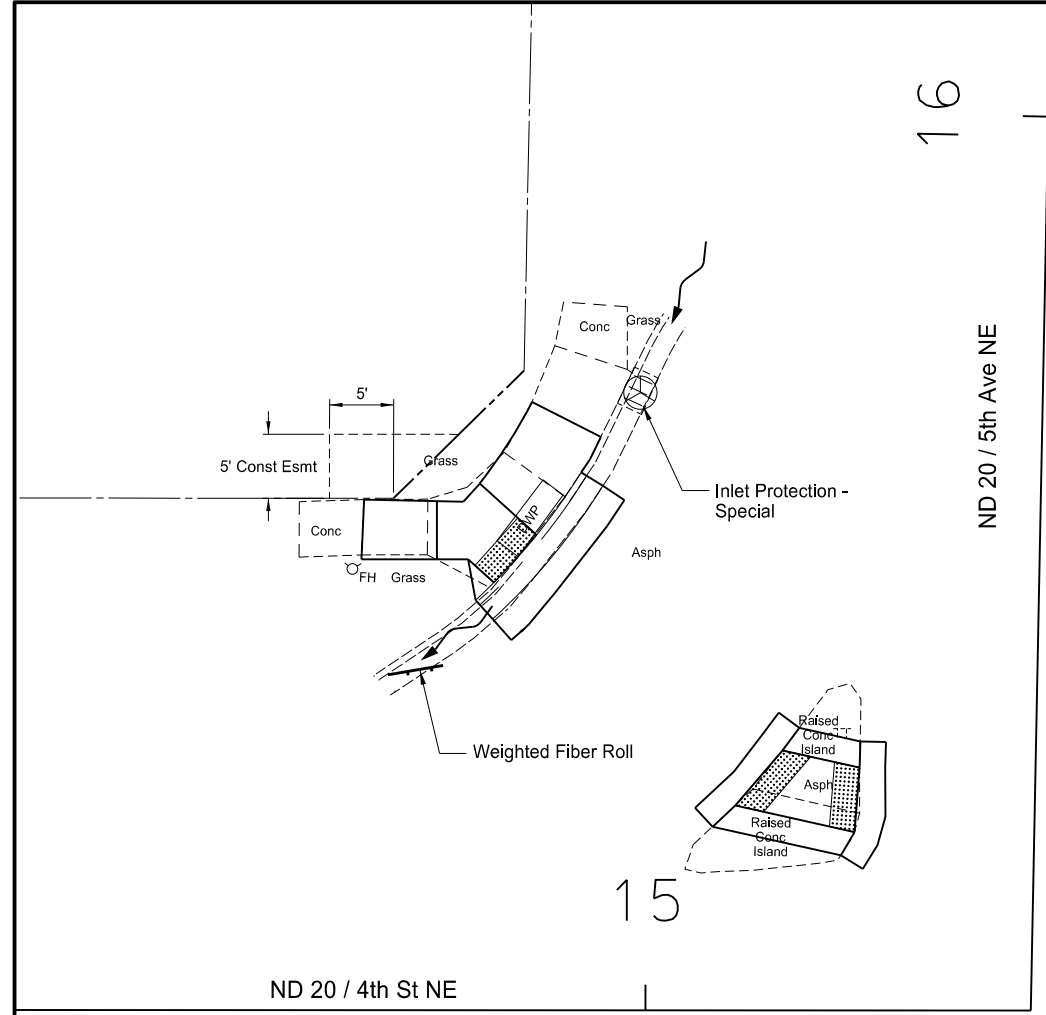 16
ND 20 / 5th Ave NE
Conc
Grass
5'
5' Const Esmt
Grass
Inlet Protection -
Special
Conc
Asph
FH
Grass
Weighted Fiber Roll
Raised
Conc
Island
Asph
Raised
Conc
Island
15
ND 20 / 4th St NE